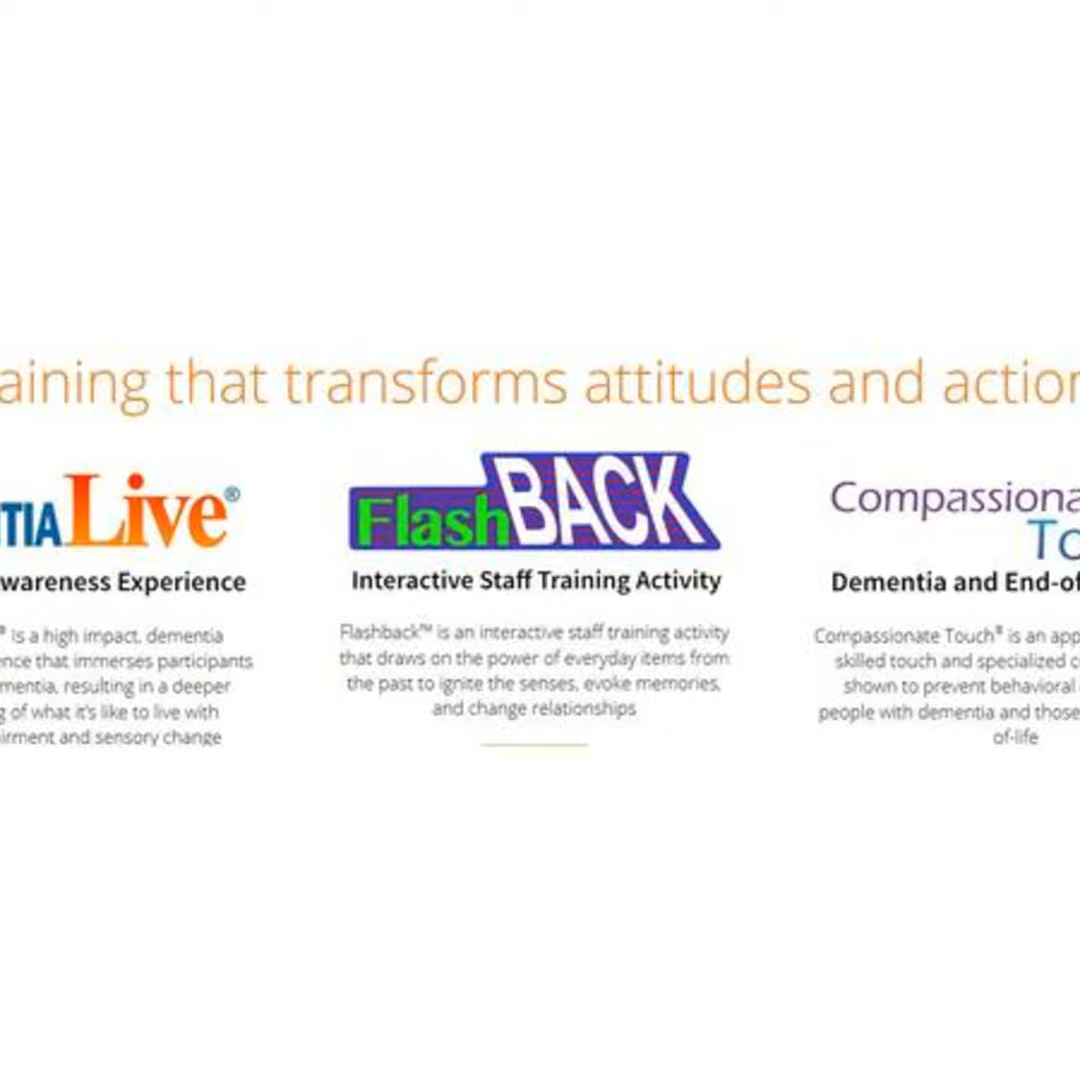 aining that transforms attitudes and action
TIA Live®
wareness Experience
® is a high impact, dementia
ence that immerses participants
mentia, resulting in a deeper
g of what it's like to live with
airment and sensory change
FlashBACK
Interactive Staff Training Activity
Flashback™ is an interactive staff training activity
that draws on the power of everyday items from
the past to ignite the senses, evoke memories,
and change relationships
Compassiona
To
Dementia and End-of
Compassionate Touch® is an app
skilled touch and specialized c
shown to prevent behavioral
people with dementia and those
of-life